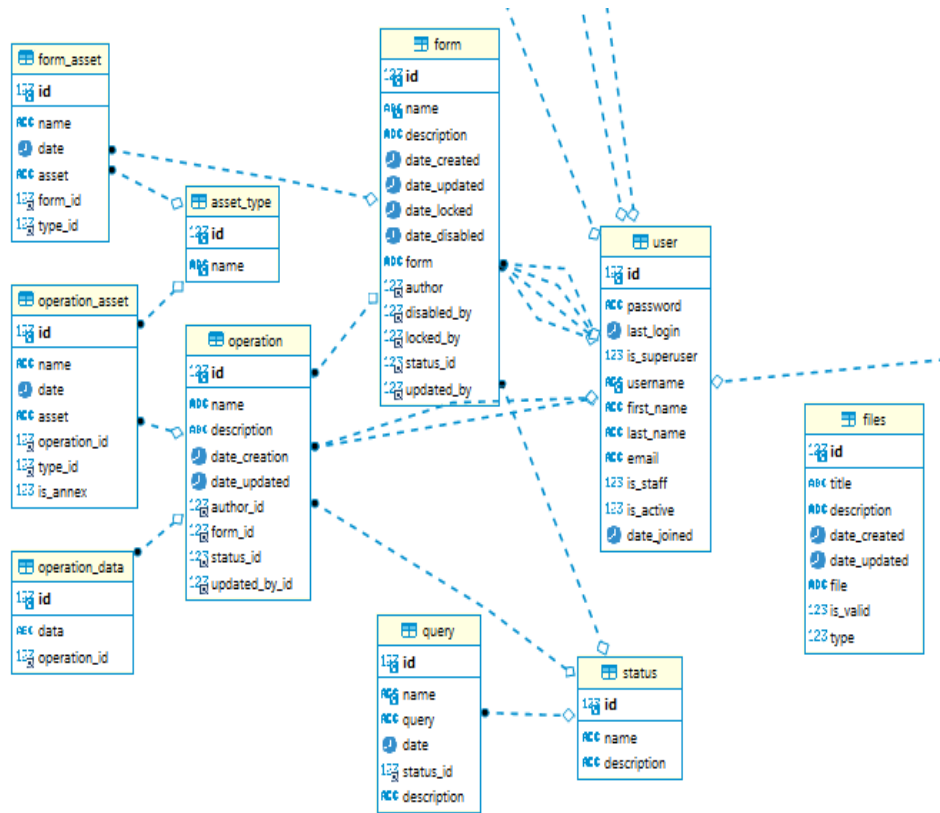 form_asset
id
name
date
asset
form_id
type_id
form
id
name
description
date_created
date_updated
date_locked
date_disabled
form
author
disabled_by
locked_by
status_id
updated_by
asset_type
id
name
user
id
password
last_login
is_superuser
username
first_name
last_name
email
is_staff
is_active
date_joined
operation_asset
id
name
date
asset
operation_id
type_id
is_annex
operation
id
name
description
date_creation
date_updated
author_id
form_id
status_id
updated_by_id
files
id
title
description
date_created
date_updated
file
is_valid
type
operation_data
id
data
operation_id
query
id
name
query
date
status_id
description
status
id
name
description